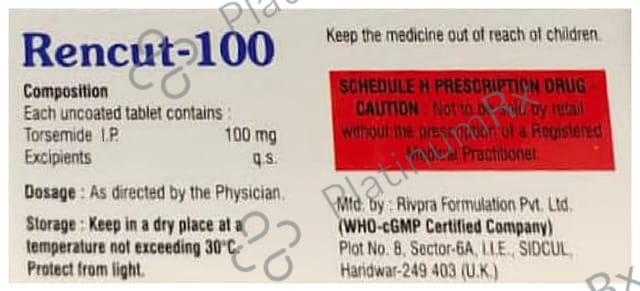 Rencut-100
Composition
Each uncoated tablet contains :
Torsemide I.P. 100 mg
Excipients q.s.
Dosage : As directed by the Physician.
Storage : Keep in a dry place at a
temperature not exceeding 30°C.
Protect from light.
Keep the medicine out of reach of children.
SCHEDULE H PRESCRIPTION DRUG -
CAUTION : Not to be sold by retail
without the prescription of a Registered
Medical Practitioner.
Mfd. by : Rivpra Formulation Pvt. Ltd.
(WHO-cGMP Certified Company)
Plot No. 8, Sector-6A, I.I.E., SIDCUL,
Haridwar-249 403 (U.K.)
PlatinumRx